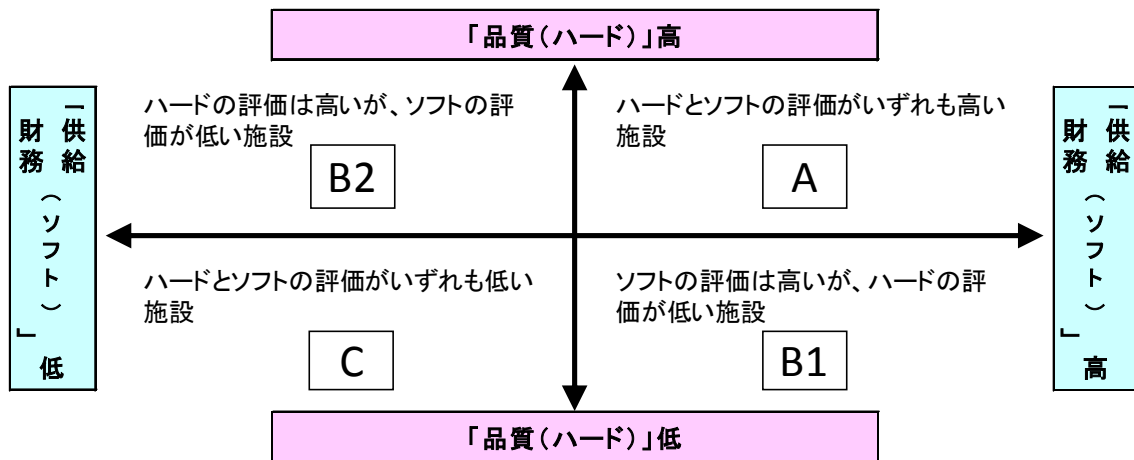 「品質(ハード)」高
「供給
財務(ソフト)」低
ハードの評価は高いが、ソフトの評
価が低い施設
B2
ハードとソフトの評価がいずれも高い
施設
A
「供給
財務(ソフト)」高
ハードとソフトの評価がいずれも低い
施設
C
ソフトの評価は高いが、ハードの評
価が低い施設
B1
「品質(ハード)」低